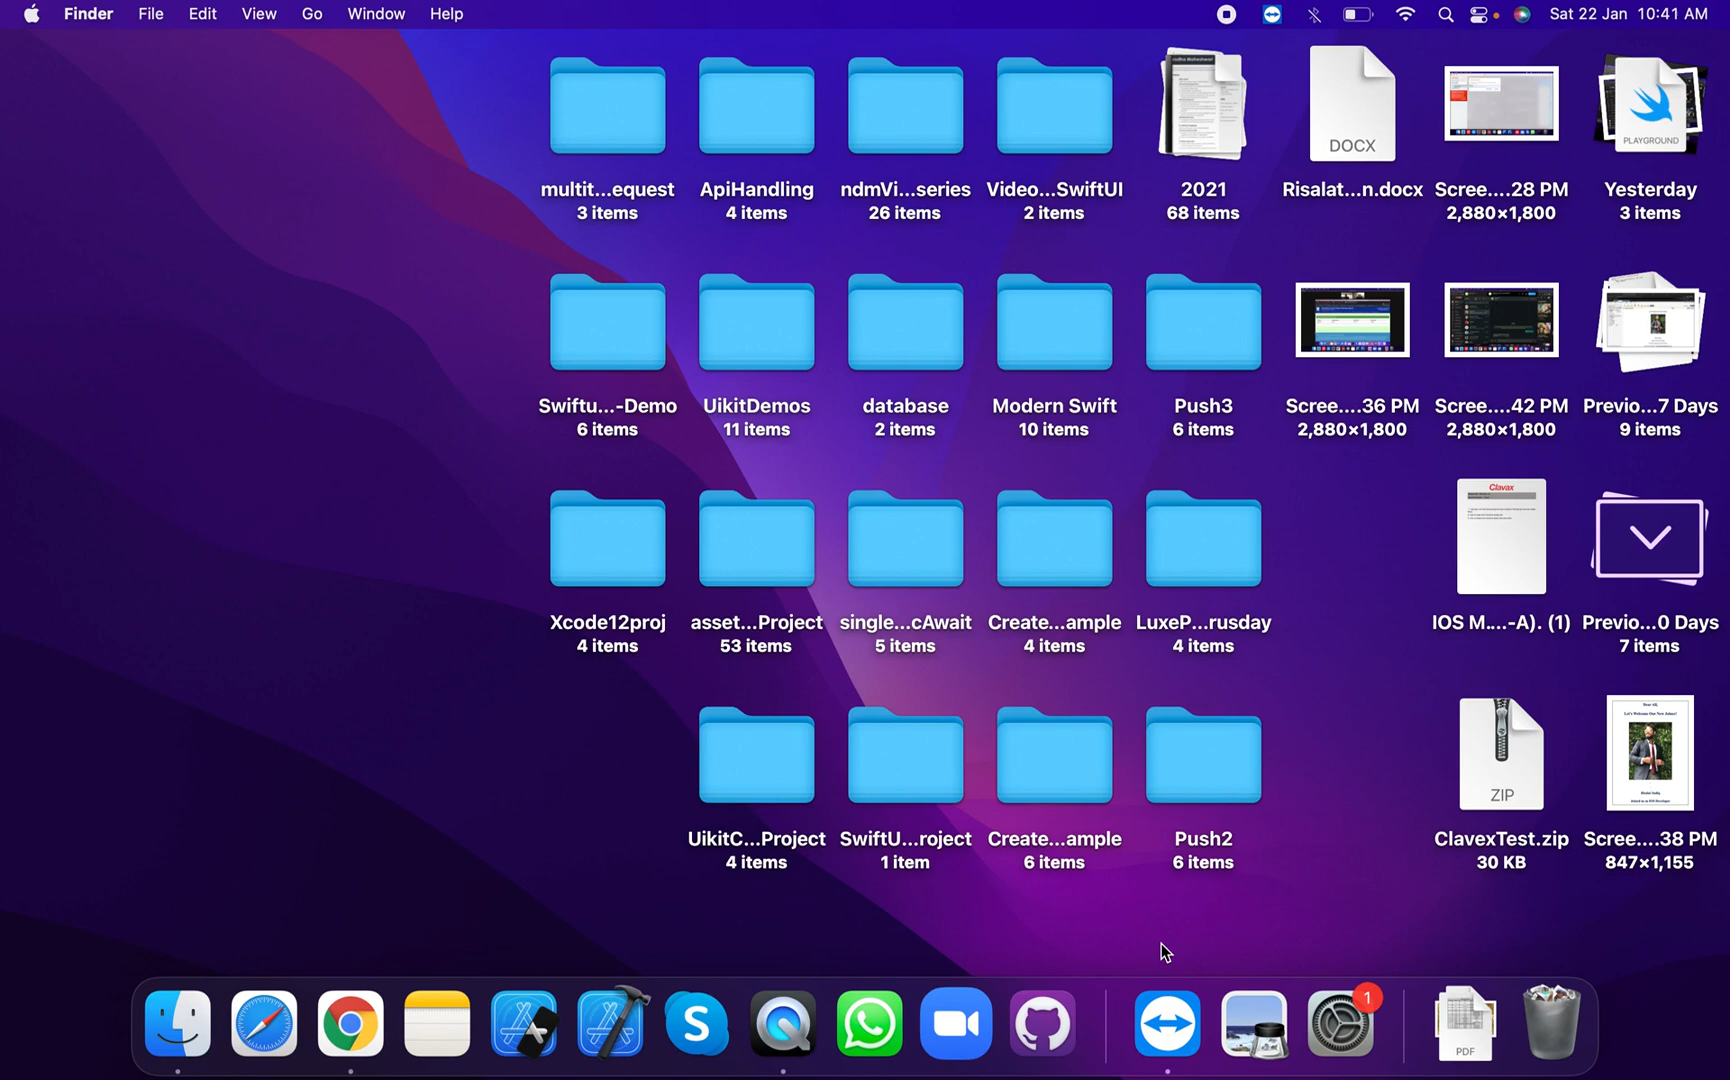 Finder File Edit View Go Window Help Sat 22 Jan 10:41 AM
DOCX
PLAYGROUND
multit...equest ApiHandling ndmVi...series Video...SwiftUI 2021 Risalat...n.docx Scree....28 PM Yesterday
3 items 4 items 26 items 2 items 68 items 2,880×1,800 3 items
Swiftu...-Demo UikitDemos database Modern Swift Push3 Scree....36 PM Scree....42 PM Previo...7 Days
6 items 11 items 2 items 10 items 6 items 2,880×1,800 2,880×1,800 9 items
Clavax
Xcode12proj asset...Project single...cAwait Create...ample LuxeP...rusday IOS M....-A). (1) Previo...0 Days
4 items 53 items 5 items 4 items 4 items 7 items
Dear All,
Let's Welcome Our New Joinee!
ZIP
UikitC...Project SwiftU...roject Create...ample Push2 ClavexTest.zip Scree....38 PM
4 items 1 item 6 items 6 items 30 KB 847×1,155
S
1
PDF